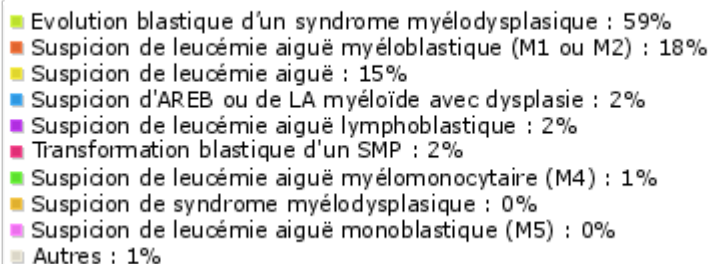 Evolution blastique d'un syndrome myélodysplasique : 59%
Suspicion de leucémie aiguë myéloblastique (M1 ou M2) : 18%
Suspicion de leucémie aiguë : 15%
Suspicion d'AREB ou de LA myéloïde avec dysplasie : 2%
Suspicion de leucémie aiguë lymphoblastique : 2%
Transformation blastique d'un SMP : 2%
Suspicion de leucémie aiguë myélomonocytaire (M4) : 1%
Suspicion de syndrome myélodysplasique : 0%
Suspicion de leucémie aiguë monoblastique (M5) : 0%
Autres : 1%